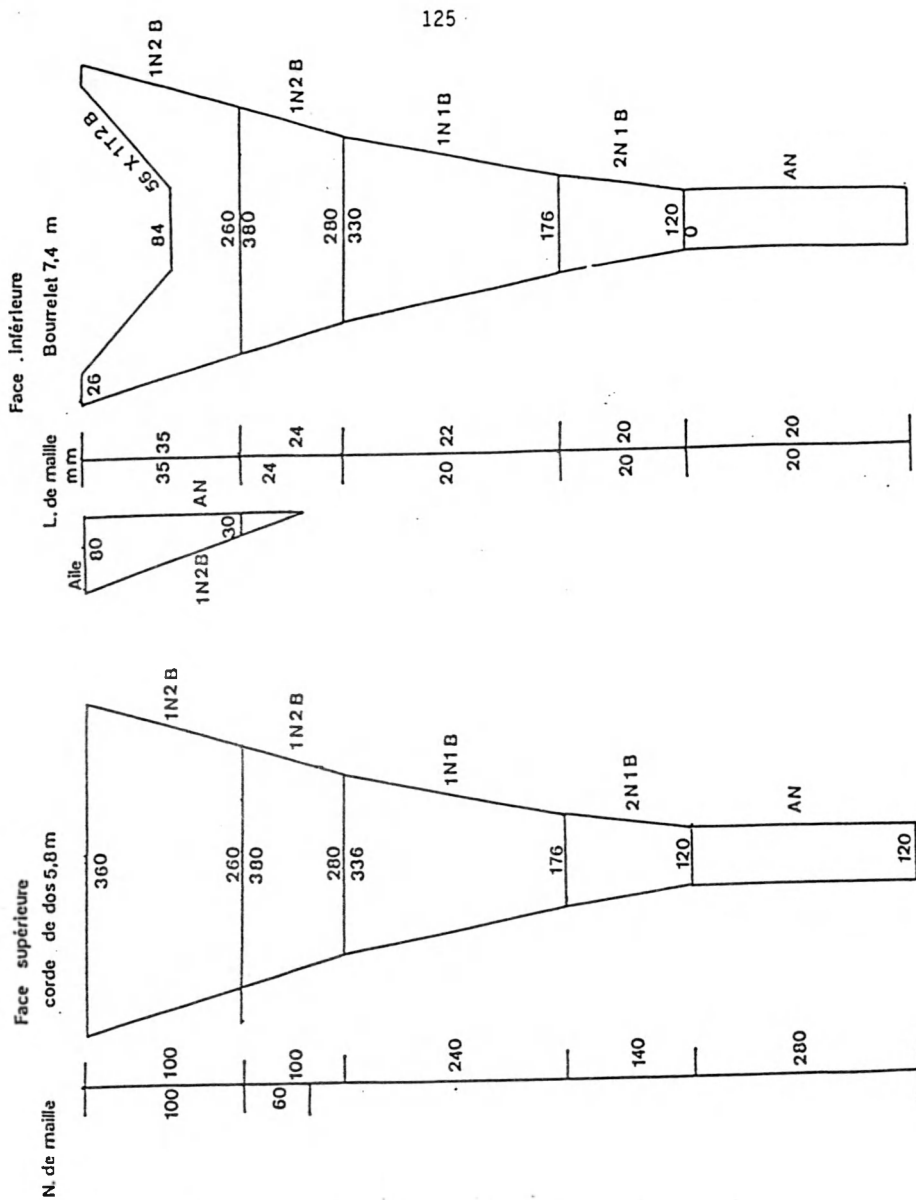 125
Face supérieure
corde de dos 5,8m
N. de maille
100
100
60
100
240
140
280
360
260
380
280
336
176
120
120
1N2B
1N2B
1N1B
2N1B
AN
Aile
80
30
1N2B
AN
L. de maille
mm
35
35
24
24
20
22
20
20
20
20
Face .Inférieure
Bourrelet 7,4 m
26
84
56 X 1T2B
260
380
280
330
176
120
0
1N2B
1N2B
1N1B
2N1B
AN